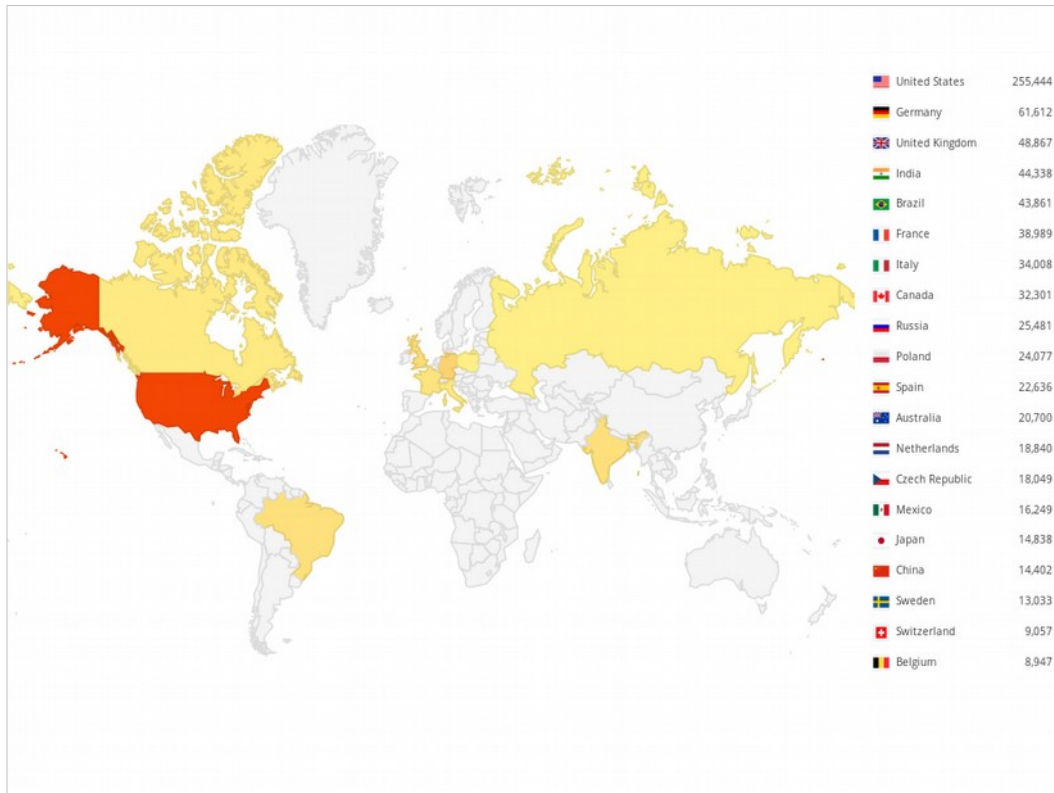 United States 255,444
Germany 61,612
United Kingdom 48,867
India 44,338
Brazil 43,861
France 38,989
Italy 34,008
Canada 32,301
Russia 25,481
Poland 24,077
Spain 22,636
Australia 20,700
Netherlands 18,840
Czech Republic 18,049
Mexico 16,249
Japan 14,838
China 14,402
Sweden 13,033
Switzerland 9,057
Belgium 8,947